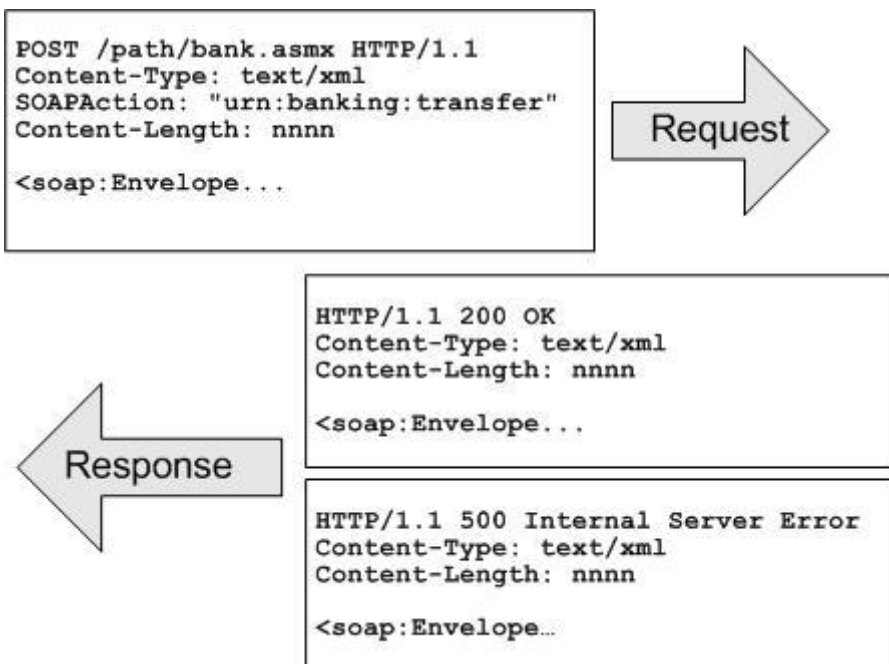 POST /path/bank.asmx HTTP/1.1
Content-Type: text/xml
SOAPAction: "urn:banking:transfer"
Content-Length: nnnn
<soap:Envelope...
Request
HTTP/1.1 200 OK
Content-Type: text/xml
Content-Length: nnnn
<soap:Envelope...
Response
HTTP/1.1 500 Internal Server Error
Content-Type: text/xml
Content-Length: nnnn
<soap:Envelope…